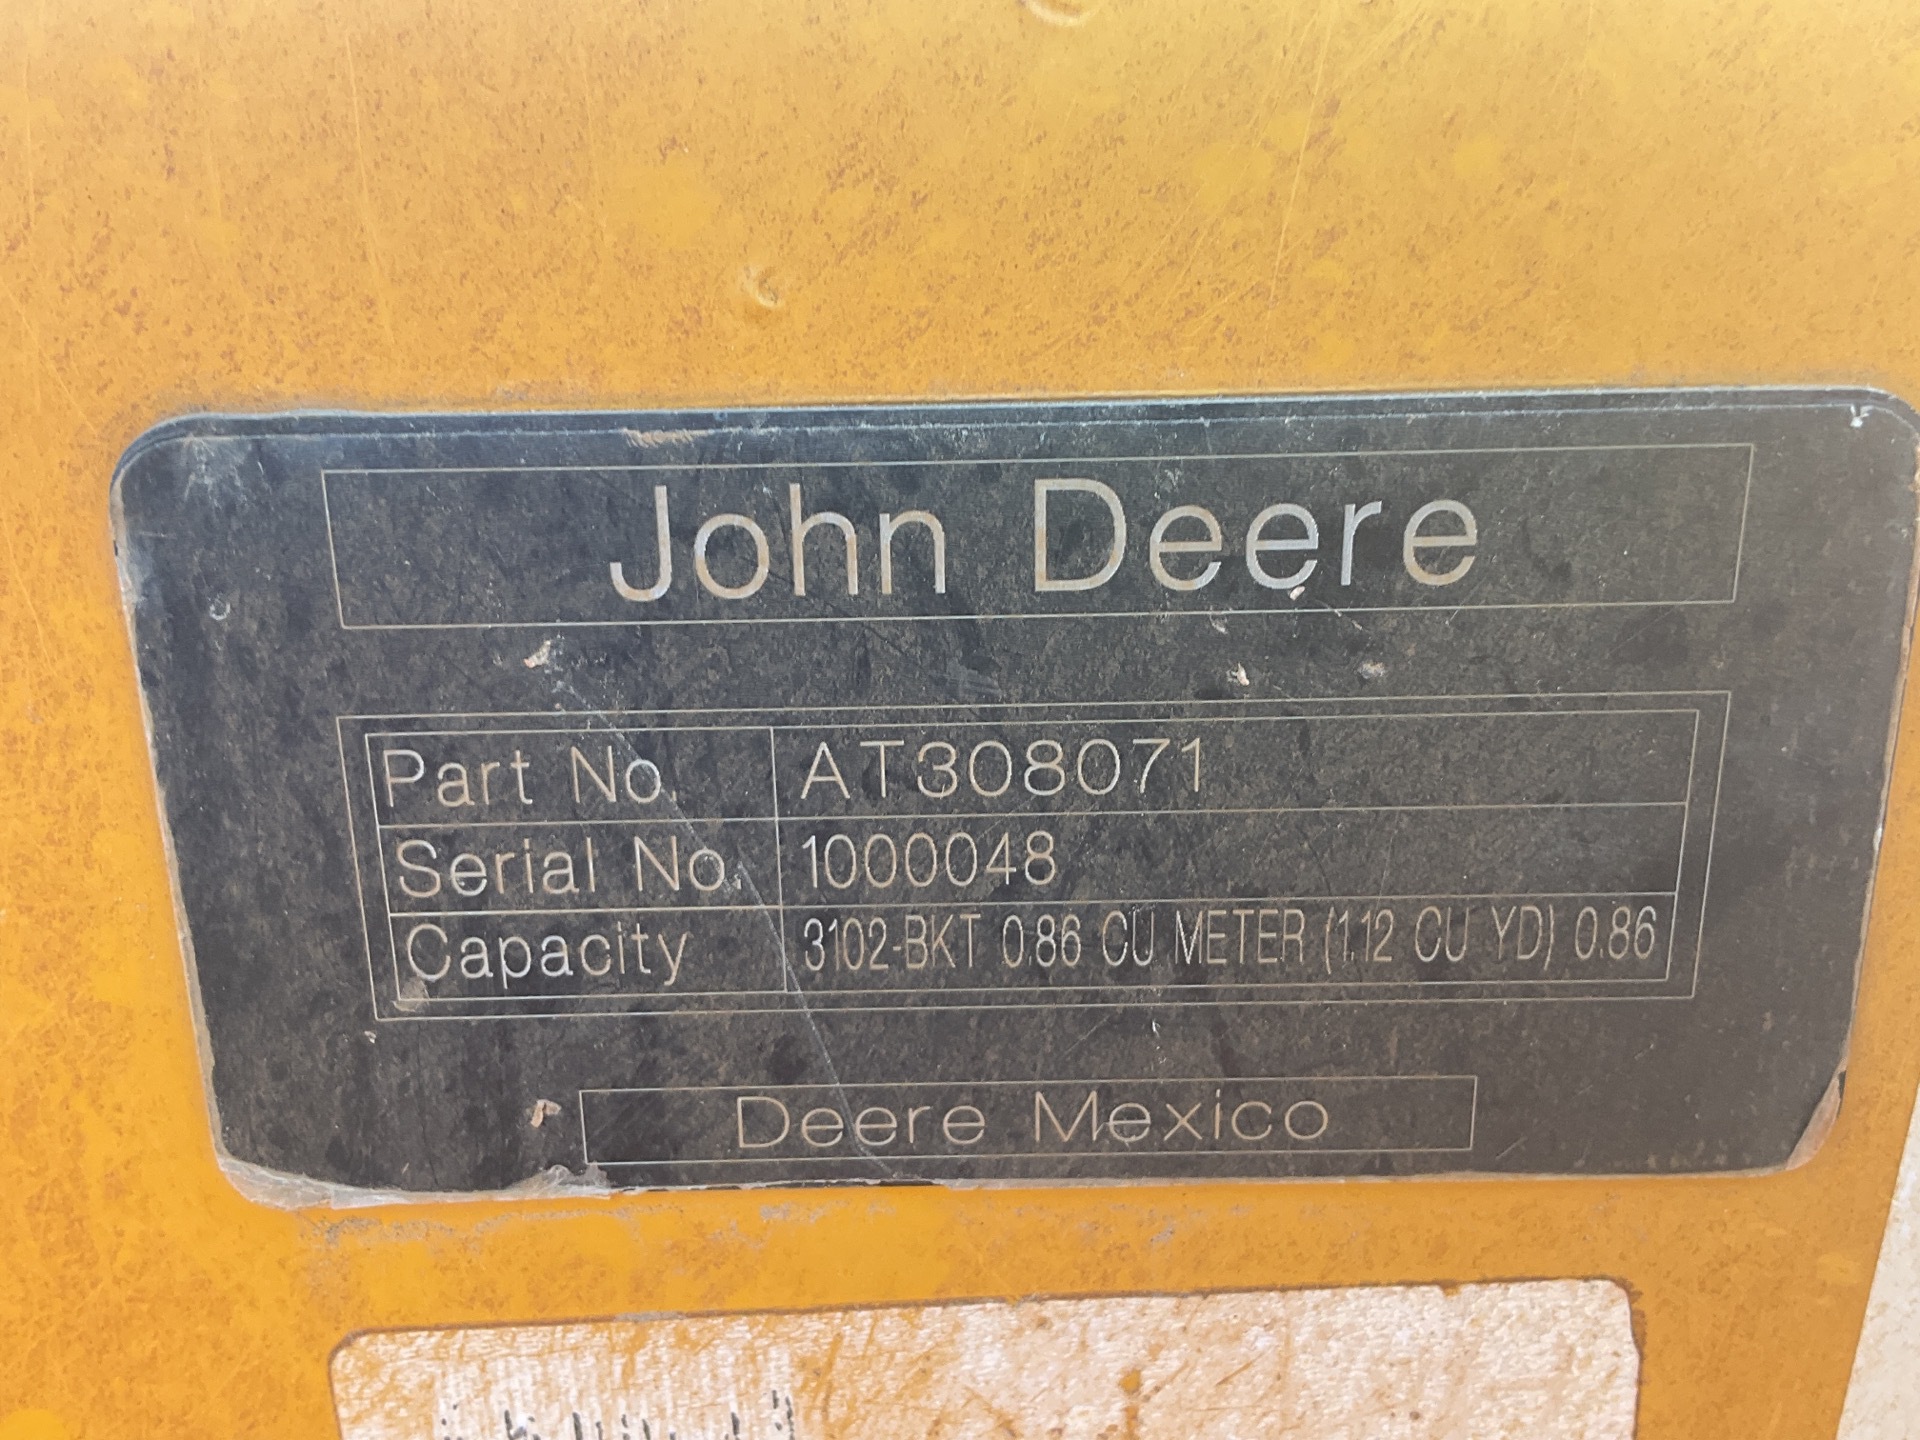 John Deere
Part No. AT308071
Serial No. 1000048
Capacity 3102-BKT 0.86 CU METER (1.12 CU YD) 0.86
Deere Mexico